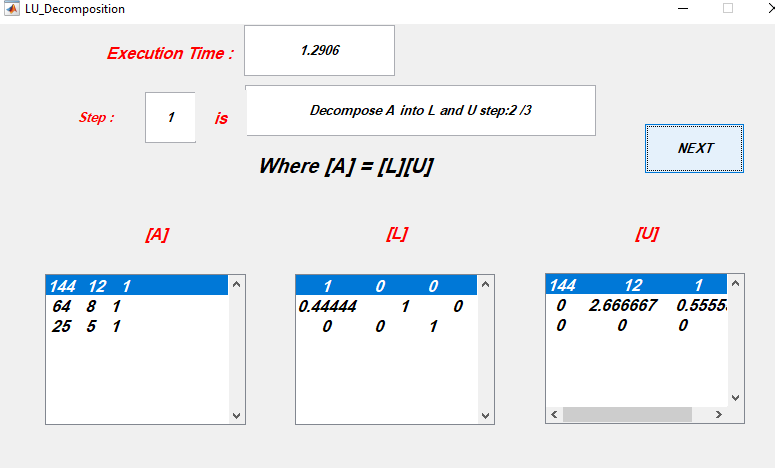 LU_Decomposition
Execution Time : 1.2906
Step : 1 is Decompose A into L and U step:2 /3
NEXT
Where [A] = [L][U]
[A] [L] [U]
144 12 1 1 0 0 144 12 1
64 8 1 0.44444 1 0 0 2.666667 0.5555
25 5 1 0 0 1 0 0 0